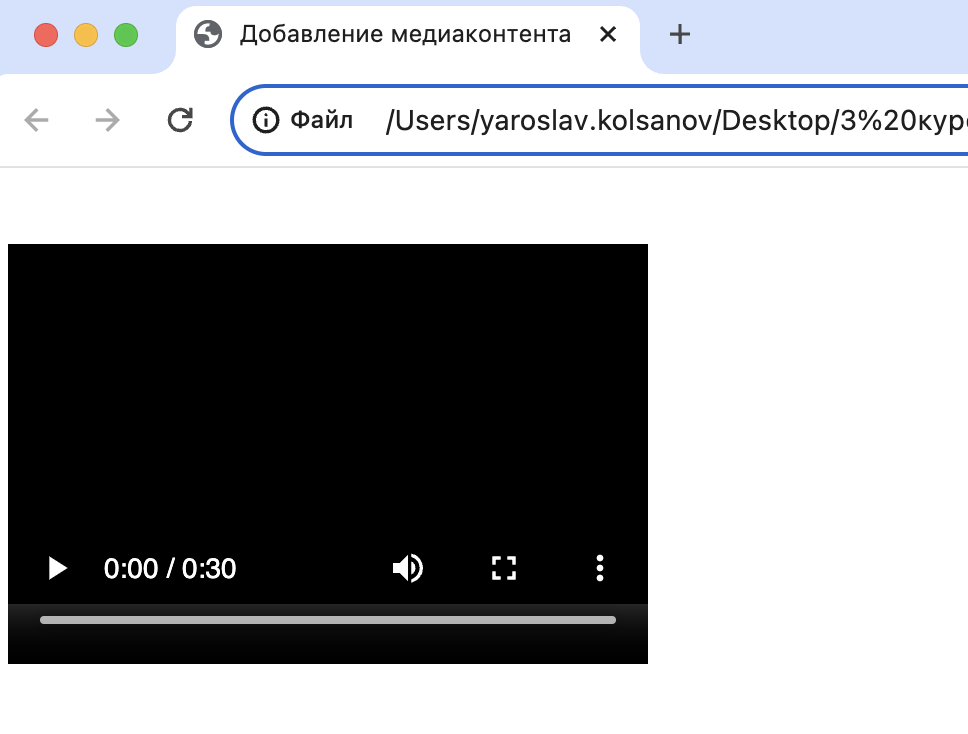 Добавление медиаконтента
Файл /Users/yaroslav.kolsanov/Desktop/3%20курс
0:00 / 0:30